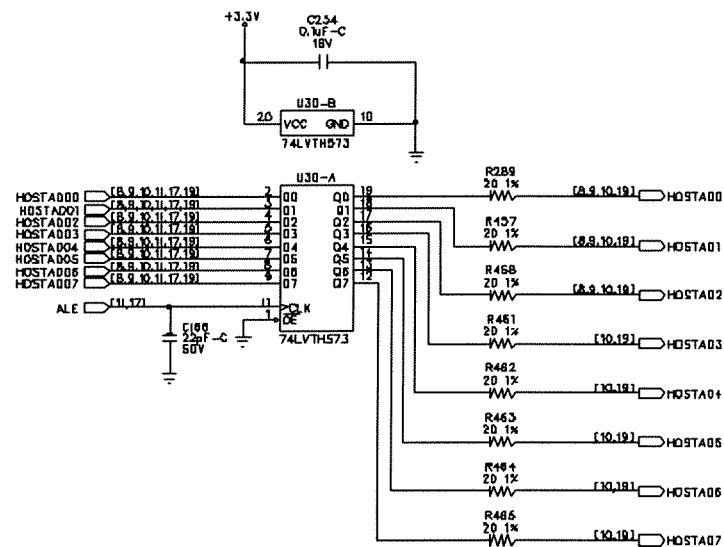 +3.3V
C254
0.1uF-C
16V
U30-B
20 VCC GND 10
74LVTH573
U30-A
HOSTAD00 [8,9,10,11,17,19] 2 D0 Q0 19
HOSTAD01 [8,9,10,11,17,19] 3 D1 Q1 18
HOSTAD02 [8,9,10,11,17,19] 4 D2 Q2 17
HOSTAD03 [8,9,10,11,17,19] 5 D3 Q3 16
HOSTAD04 [8,9,10,11,17,19] 6 D4 Q4 15
HOSTAD05 [8,9,10,11,17,19] 7 D5 Q5 14
HOSTAD06 [8,9,10,11,17,19] 8 D6 Q6 13
HOSTAD07 [8,9,10,11,17,19] 9 D7 Q7 12
ALE [11,17] 11 CLK
1 OE
74LVTH573
C166
22pF-C
50V
R289
20 1%
[8,9,10,19] HOSTA00
R457
20 1%
[8,9,10,19] HOSTA01
R458
20 1%
[8,9,10,19] HOSTA02
R461
20 1%
[10,19] HOSTA03
R462
20 1%
[10,19] HOSTA04
R463
20 1%
[10,19] HOSTA05
R464
20 1%
[10,19] HOSTA06
R465
20 1%
[10,19] HOSTA07